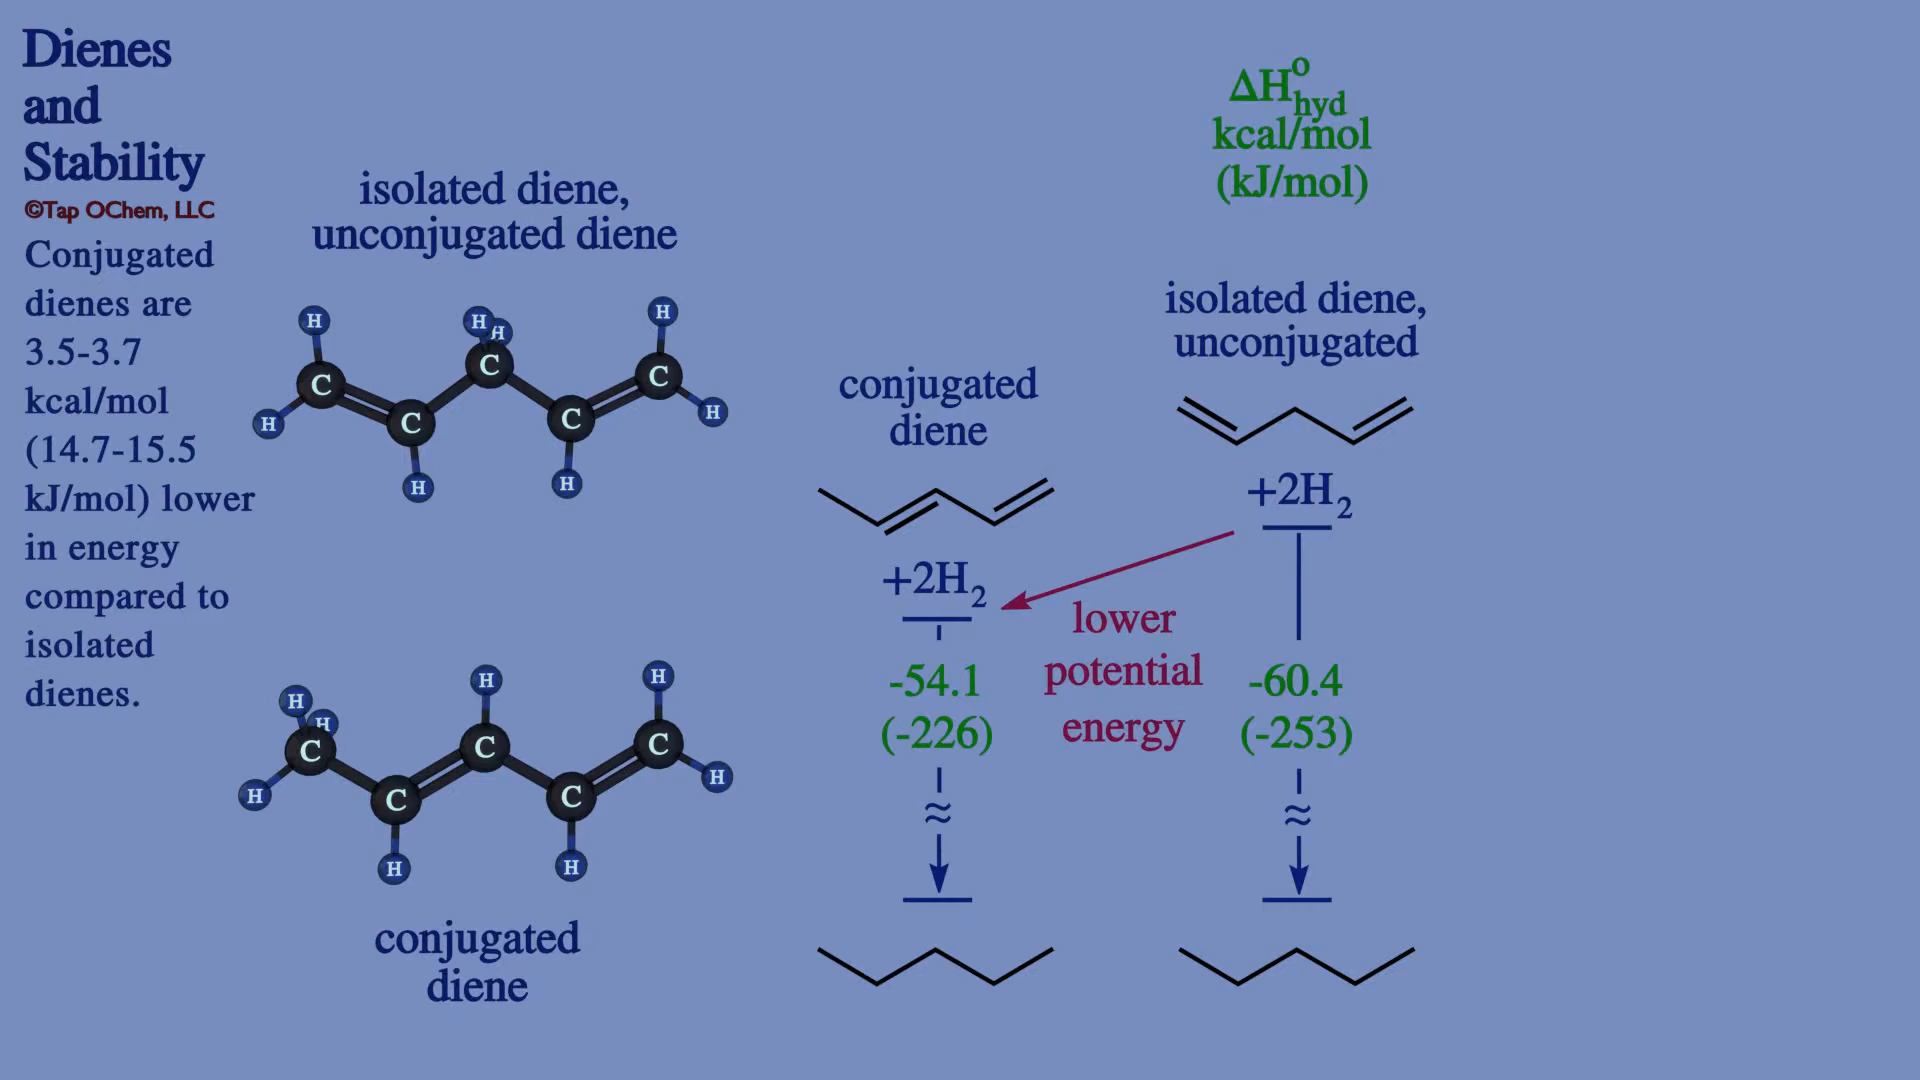 Dienes
and
Stability
©Tap OChem, LLC
Conjugated
dienes are
3.5-3.7
kcal/mol
(14.7-15.5
kJ/mol) lower
in energy
compared to
isolated
dienes.
isolated diene,
unconjugated diene
H
H
H
H
C
C
C
C
C
H
H
H
H
H
H
H
H
H
C
C
C
C
C
H
H
H
H
conjugated
diene
ΔH°hyd
kcal/mol
(kJ/mol)
conjugated
diene
+2H₂
-54.1
(-226)
≈
lower
potential
energy
isolated diene,
unconjugated
+2H₂
-60.4
(-253)
≈